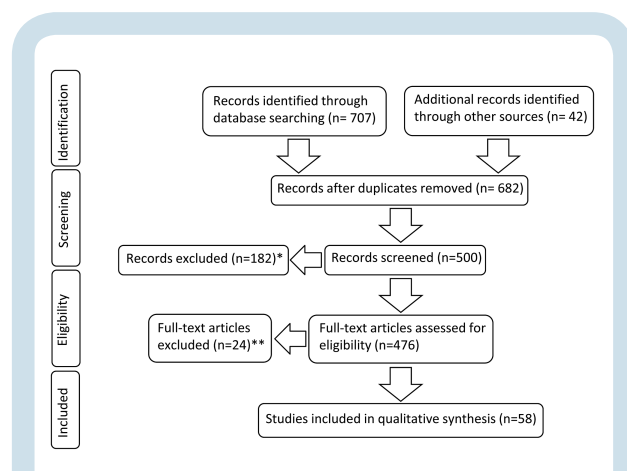 Identification
Records identified through
database searching (n= 707)
Additional records identified
through other sources (n= 42)
Records after duplicates removed (n= 682)
Screening
Records excluded (n=182)*
Records screened (n=500)
Eligibility
Full-text articles
excluded (n=24)**
Full-text articles assessed for
eligibility (n=476)
Included
Studies included in qualitative synthesis (n=58)